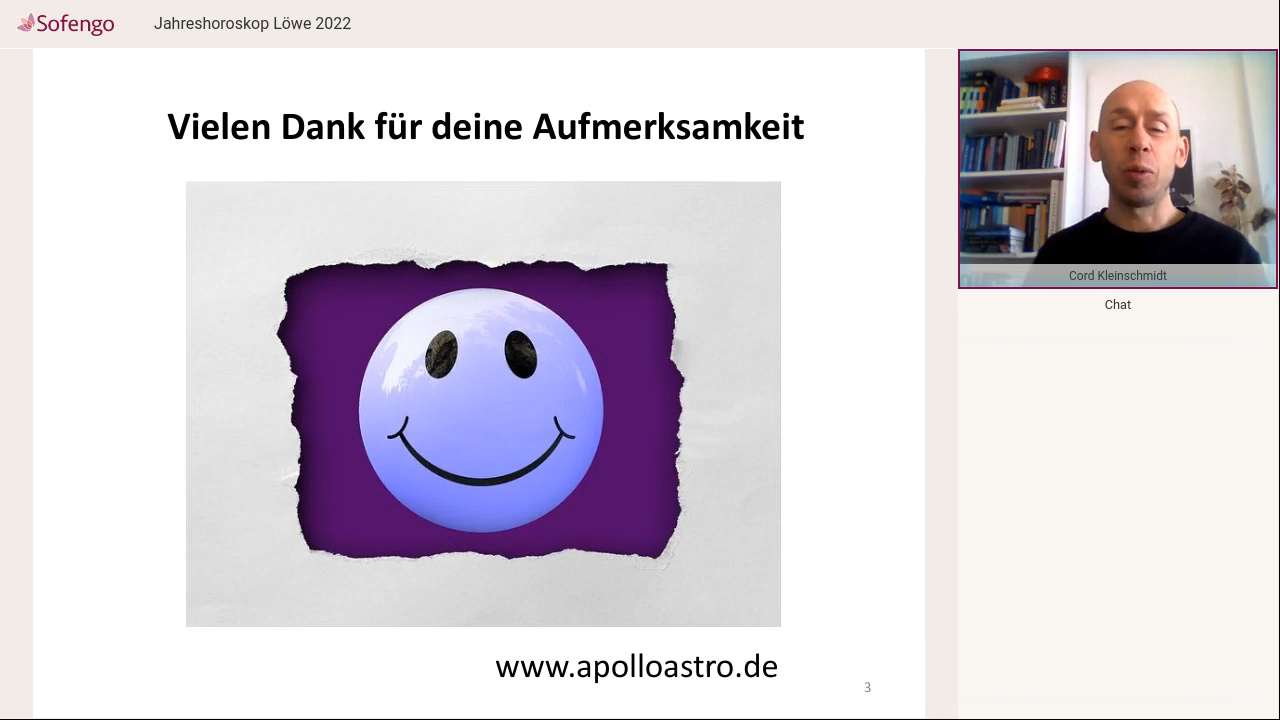 Sofengo
Jahreshoroskop Löwe 2022
Vielen Dank für deine Aufmerksamkeit
www.apolloastro.de
3
Cord Kleinschmidt
Chat